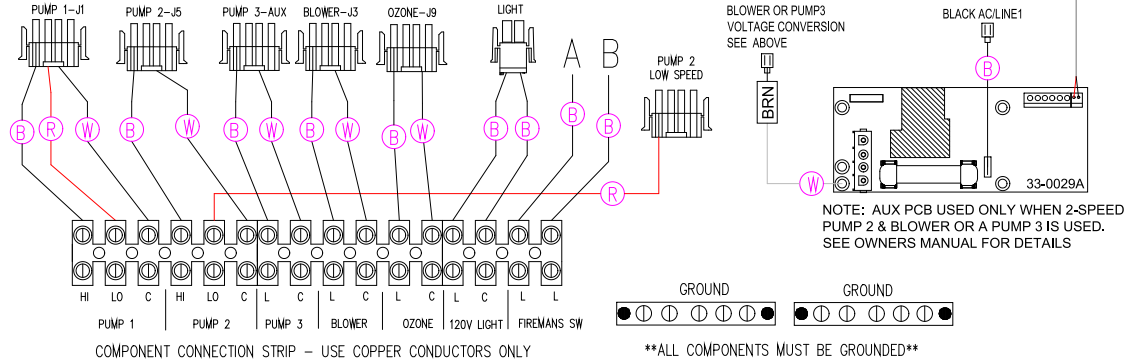 PUMP 1-J1
PUMP 2-J5
PUMP 3-AUX
BLOWER-J3
OZONE-J9
LIGHT
A B
PUMP 2
LOW SPEED
BLOWER OR PUMP3
VOLTAGE CONVERSION
SEE ABOVE
BLACK AC/LINE1
B
BRN
B R W B W B W B W B W B B B B
R
W
33-0029A
NOTE: AUX PCB USED ONLY WHEN 2-SPEED
PUMP 2 & BLOWER OR A PUMP 3 IS USED.
SEE OWNERS MANUAL FOR DETAILS
HI LO C HI LO C L C L C L C L C L L
PUMP 1 PUMP 2 PUMP 3 BLOWER OZONE 120V LIGHT FIREMANS SW
COMPONENT CONNECTION STRIP - USE COPPER CONDUCTORS ONLY
GROUND GROUND
**ALL COMPONENTS MUST BE GROUNDED**